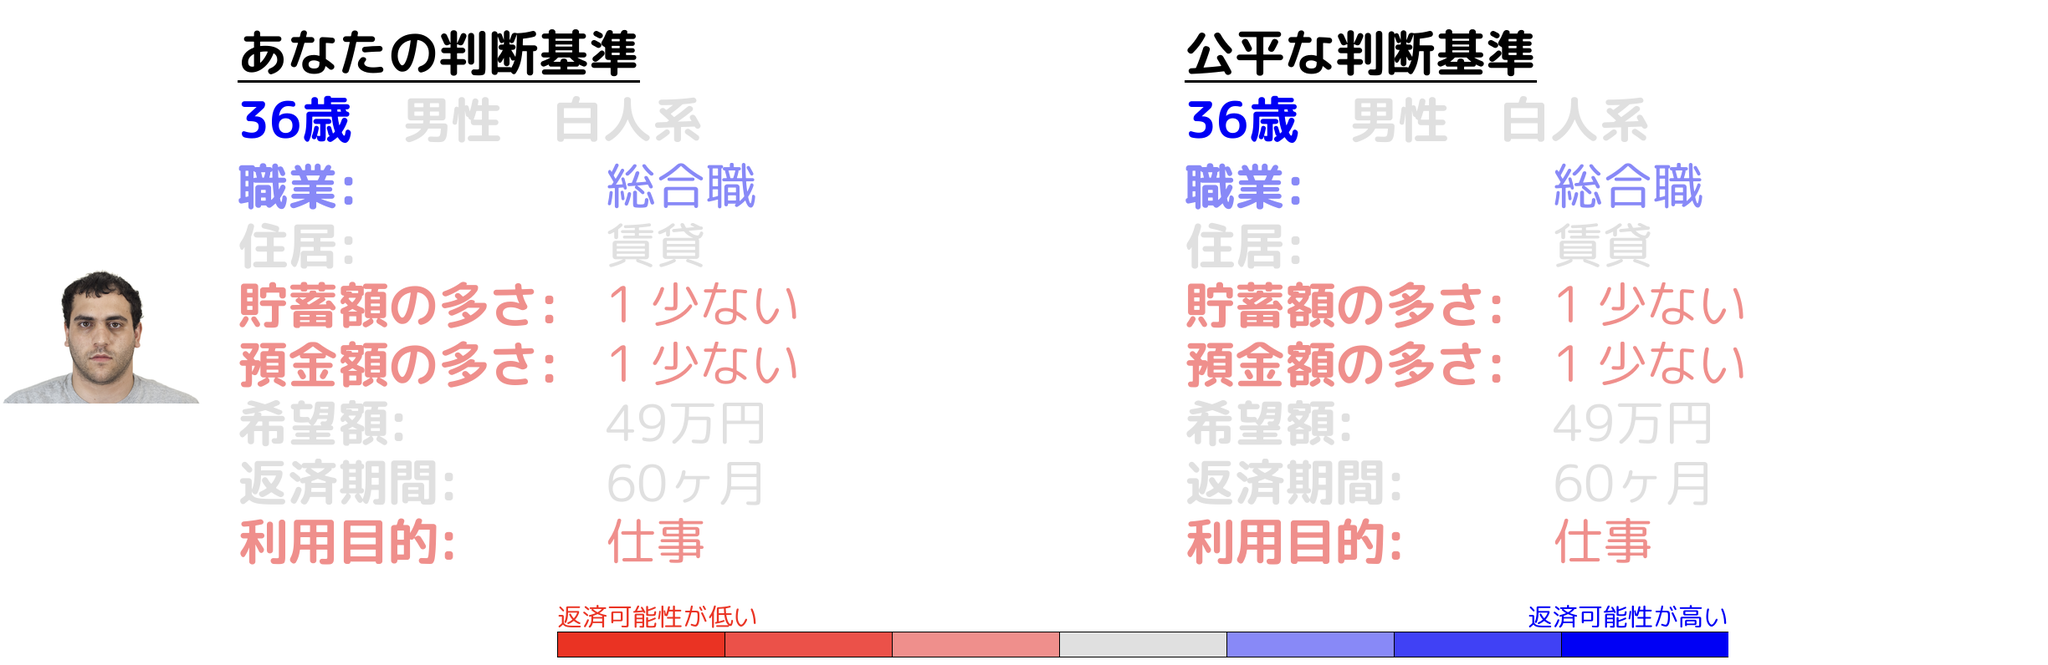 あなたの判断基準
36歳 男性 白人系
職業: 総合職
住居: 賃貸
貯蓄額の多さ: 1 少ない
預金額の多さ: 1 少ない
希望額: 49万円
返済期間: 60ヶ月
利用目的: 仕事
公平な判断基準
36歳 男性 白人系
職業: 総合職
住居: 賃貸
貯蓄額の多さ: 1 少ない
預金額の多さ: 1 少ない
希望額: 49万円
返済期間: 60ヶ月
利用目的: 仕事
返済可能性が低い
返済可能性が高い